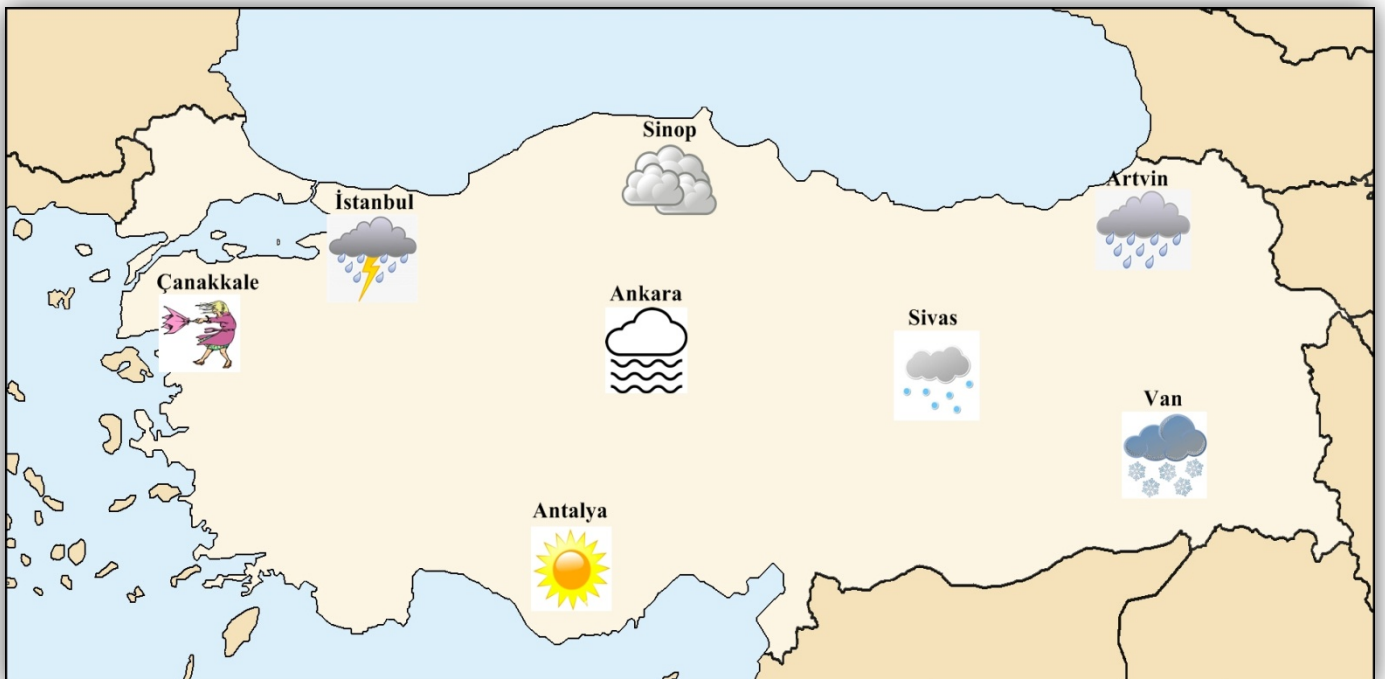 Sinop
Artvin
İstanbul
Çanakkale
Ankara
Sivas
Van
Antalya